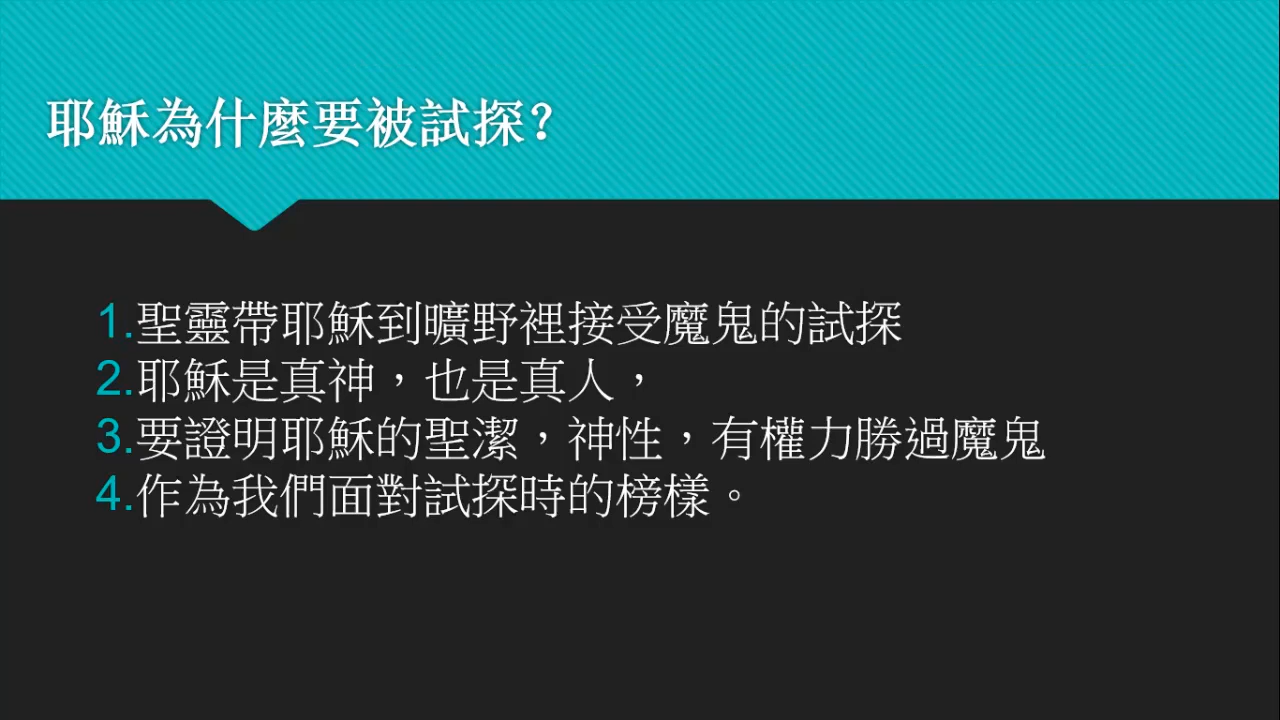 耶穌為什麼要被試探?
1.聖靈帶耶穌到曠野裡接受魔鬼的試探
2.耶穌是真神，也是真人，
3.要證明耶穌的聖潔，神性，有權力勝過魔鬼
4.作為我們面對試探時的榜樣。